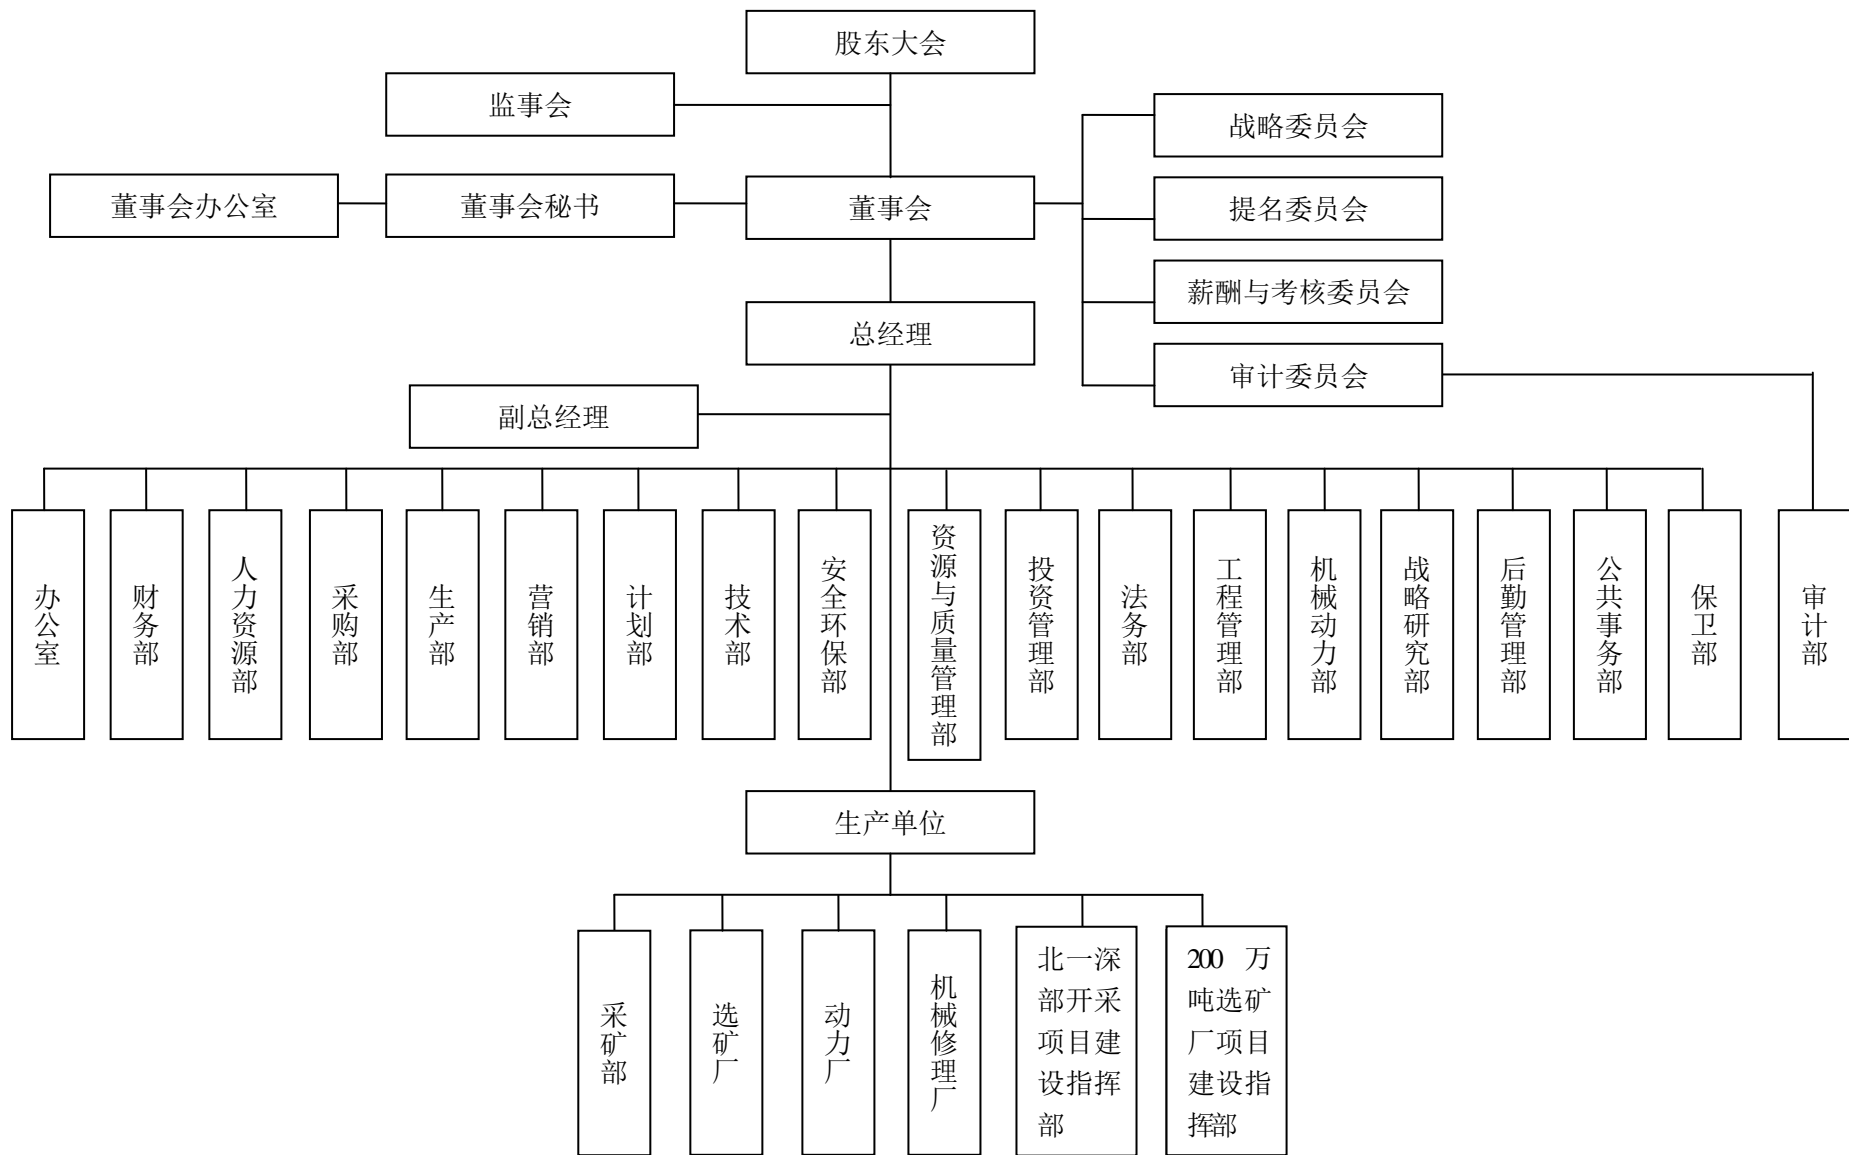 股东大会
监事会
战略委员会
董事会办公室
董事会秘书
董事会
提名委员会
薪酬与考核委员会
总经理
审计委员会
副总经理
办公室
财务部
人力资源部
采购部
生产部
营销部
计划部
技术部
安全环保部
资源与质量管理部
投资管理部
法务部
工程管理部
机械动力部
战略研究部
后勤管理部
公共事务部
保卫部
审计部
生产单位
采矿部
选矿厂
动力厂
机械修理厂
北一深
部开采
项目建
设指挥
部
200 万
吨选矿
厂项目
建设指
挥部